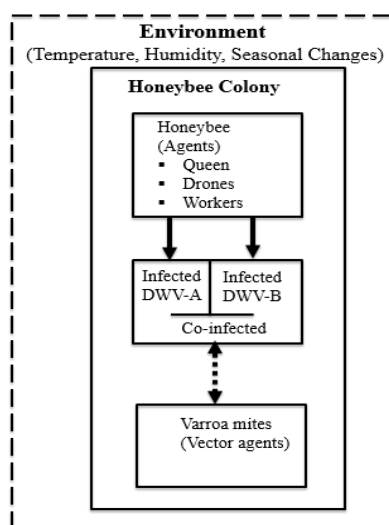 Environment
(Temperature, Humidity, Seasonal Changes)
Honeybee Colony
Honeybee
(Agents)
▪ Queen
▪ Drones
▪ Workers
Infected
DWV-A
Infected
DWV-B
Co-infected
Varroa mites
(Vector agents)